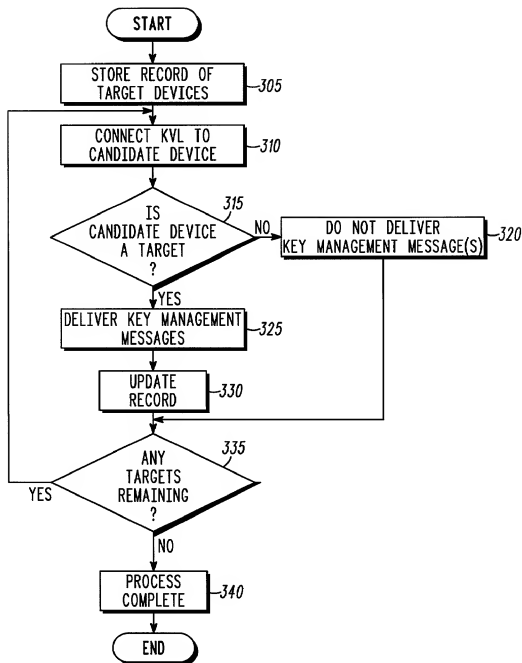 START
STORE RECORD OF
TARGET DEVICES
305
CONNECT KVL TO
CANDIDATE DEVICE
310
IS
CANDIDATE DEVICE
A TARGET
?
315
NO
DO NOT DELIVER
KEY MANAGEMENT MESSAGE(S)
320
YES
DELIVER KEY MANAGEMENT
MESSAGES
325
UPDATE
RECORD
330
ANY
TARGETS
REMAINING
?
335
YES
NO
PROCESS
COMPLETE
340
END